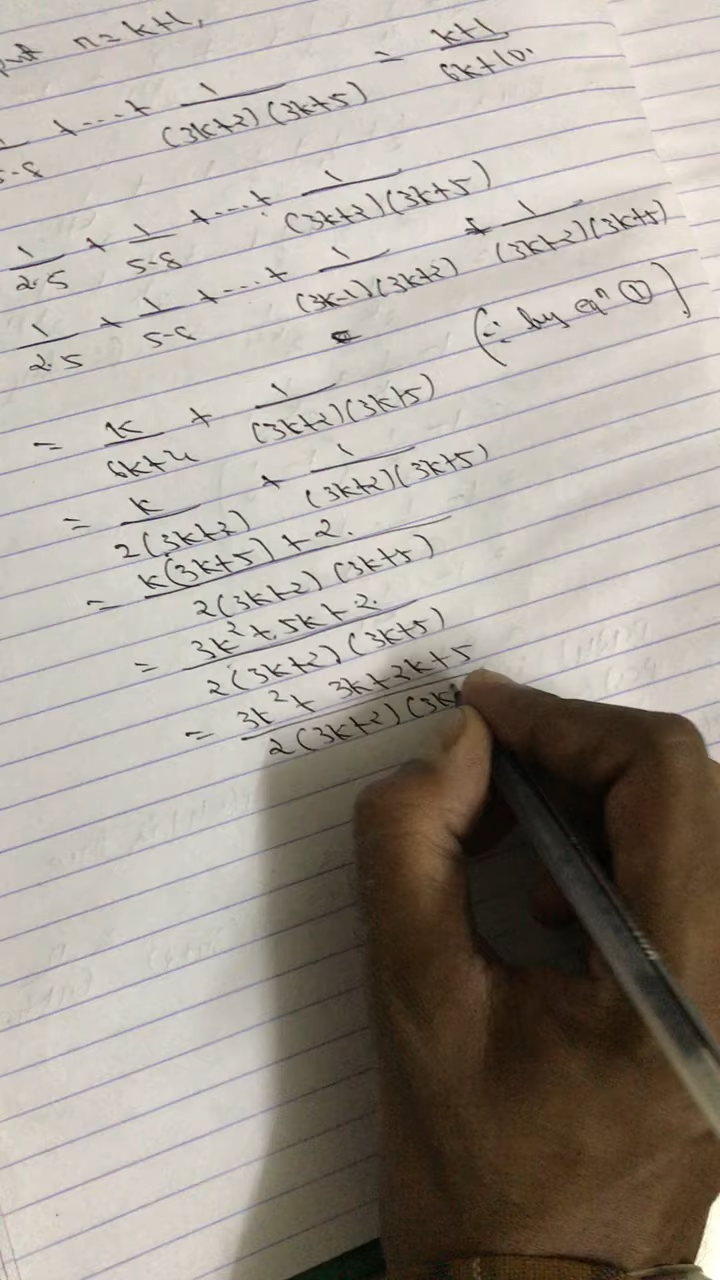 put n=k+1,
5-8 +----+ 1/(3k+2)(3k+5) = k+1/6k+10.
1/2.5 + 1/5-8 +---+ 1/(3k+2)(3k+5)
1/2.5 + 1/5-8 +---+ 1/(3k-1)(3k+2) + 1/(3k+2)(3k+5)
(∵ by eqn ①)
= k/6k+4 + 1/(3k+2)(3k+5)
= k/2(3k+2) + 1/(3k+2)(3k+5)
= k(3k+5)+2./2(3k+2)(3k+5)
= 3k²+5k+2/2(3k+2)(3k+5)
= 3k²+3k+2k+5/2(3k+2)(3k